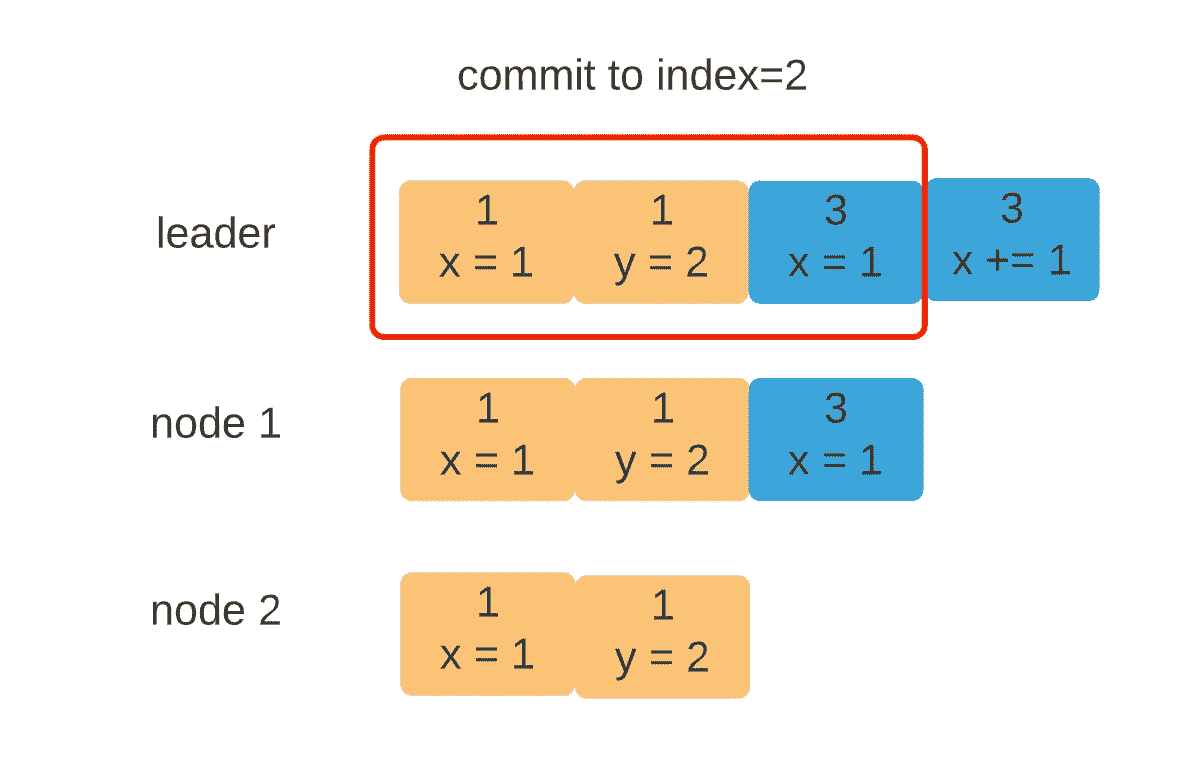 commit to index=2
leader
1
x = 1
1
y = 2
3
x = 1
3
x += 1
node 1
1
x = 1
1
y = 2
3
x = 1
node 2
1
x = 1
1
y = 2